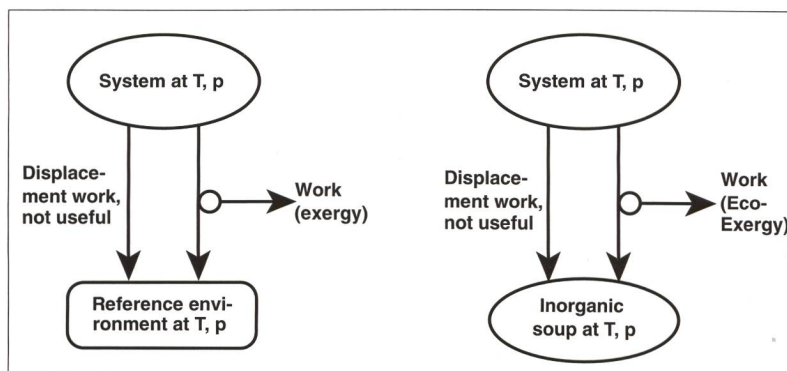 System at T, p
Displace-
ment work,
not useful
Work
(exergy)
Reference envi-
ronment at T, p
System at T, p
Displace-
ment work,
not useful
Work
(Eco-
Exergy)
Inorganic
soup at T, p